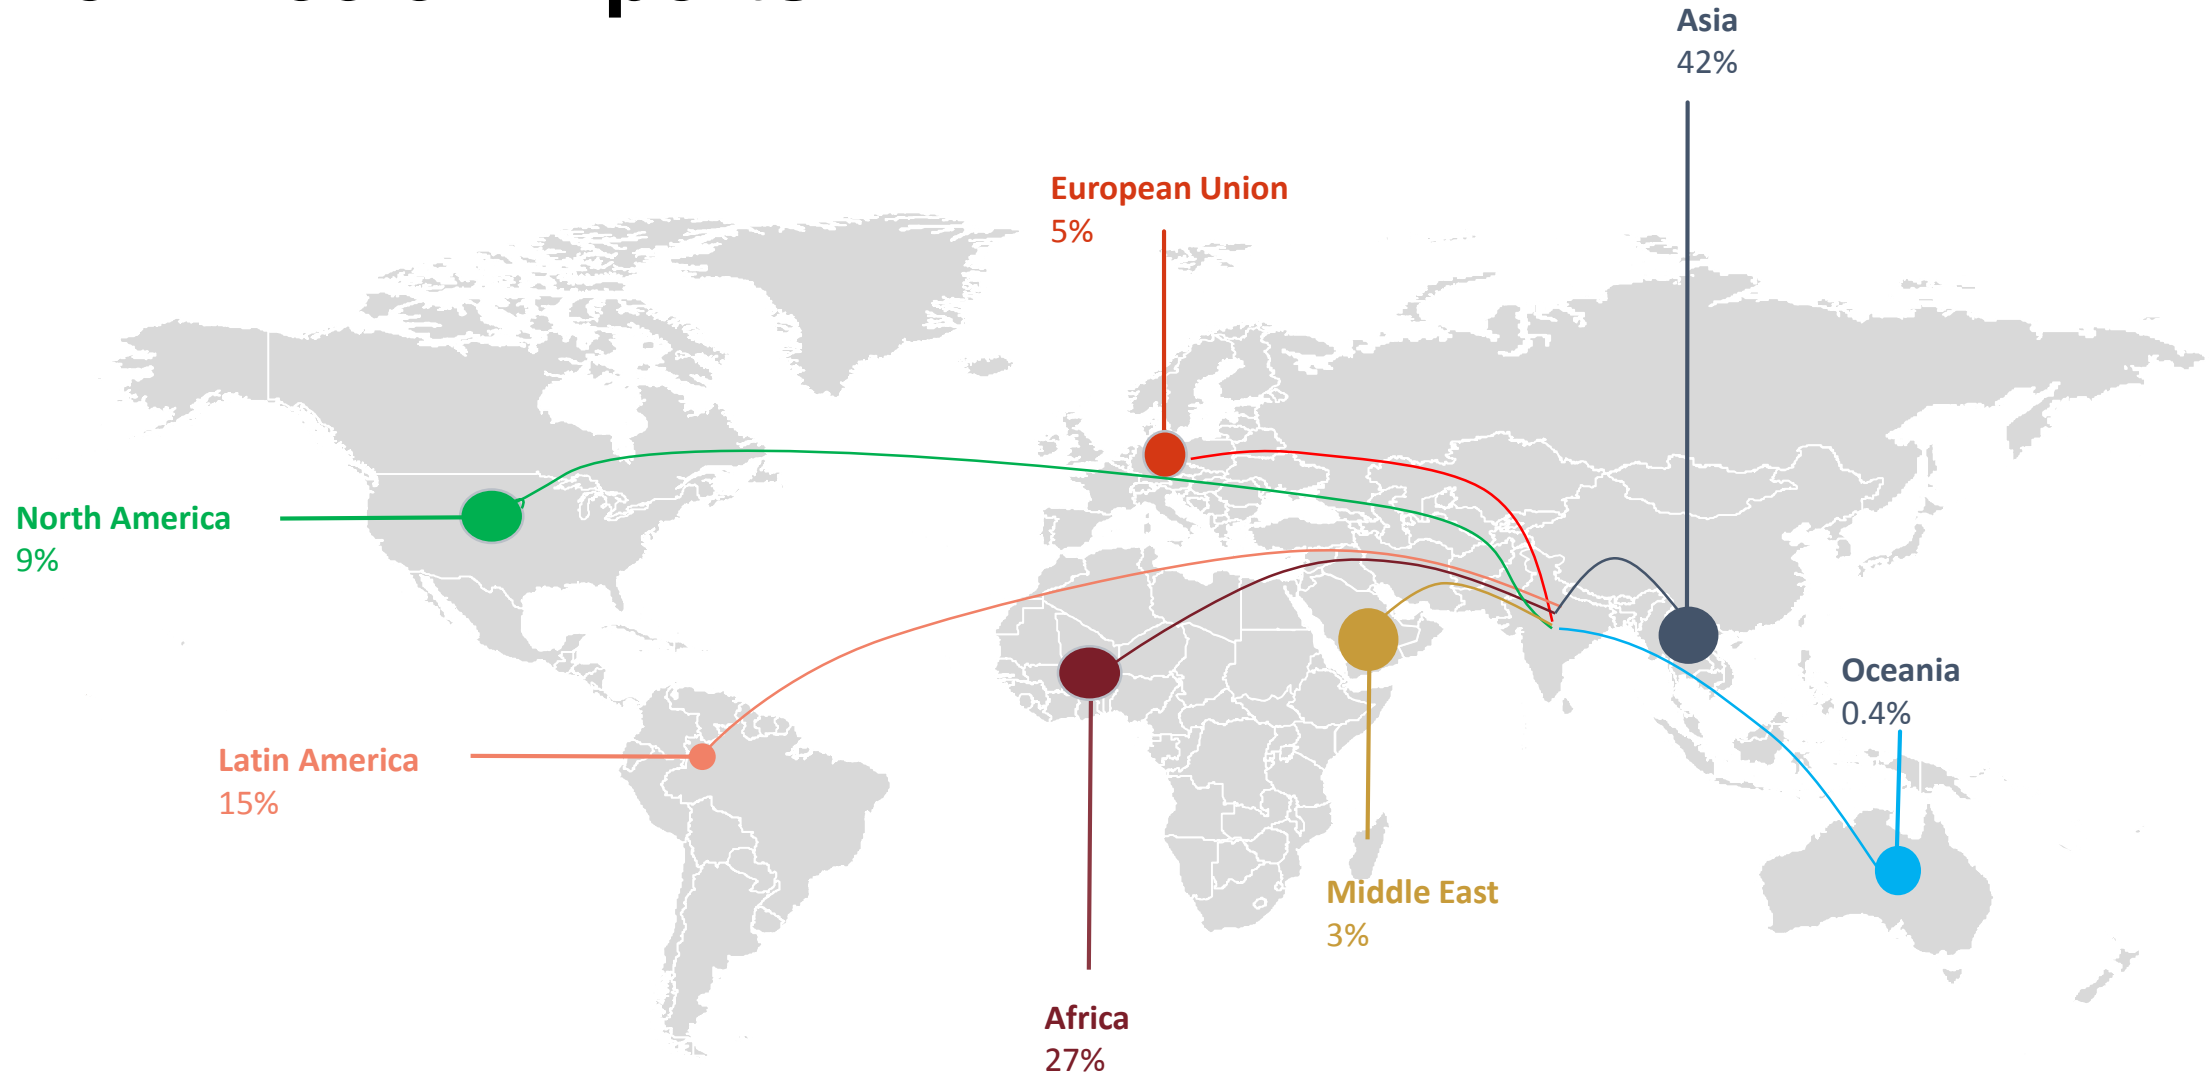 Asia
42%
European Union
5%
North America
9%
Oceania
0.4%
Latin America
15%
Middle East
3%
Africa
27%